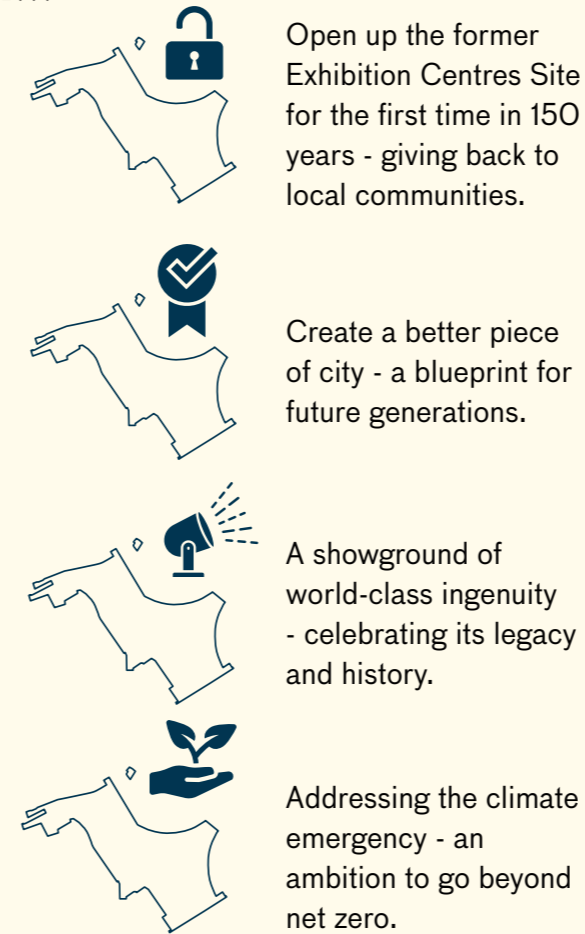 Open up the former
Exhibition Centres Site
for the first time in 150
years - giving back to
local communities.
Create a better piece
of city - a blueprint for
future generations.
A showground of
world-class ingenuity
- celebrating its legacy
and history.
Addressing the climate
emergency - an
ambition to go beyond
net zero.